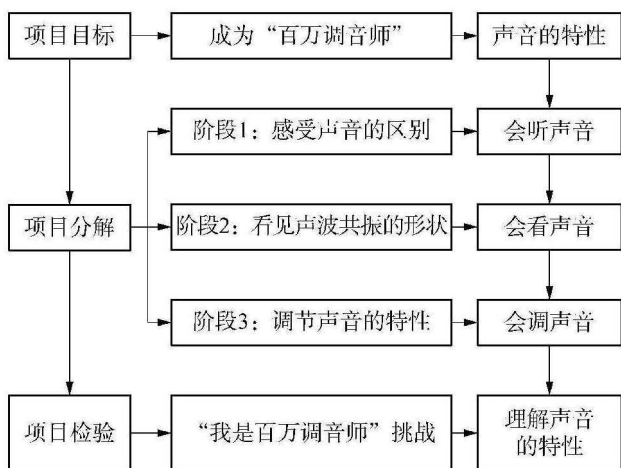 项目目标
成为“百万调音师”
声音的特性
阶段1：感受声音的区别
会听声音
项目分解
阶段2：看见声波共振的形状
会看声音
阶段3：调节声音的特性
会调声音
项目检验
“我是百万调音师”挑战
理解声音
的特性